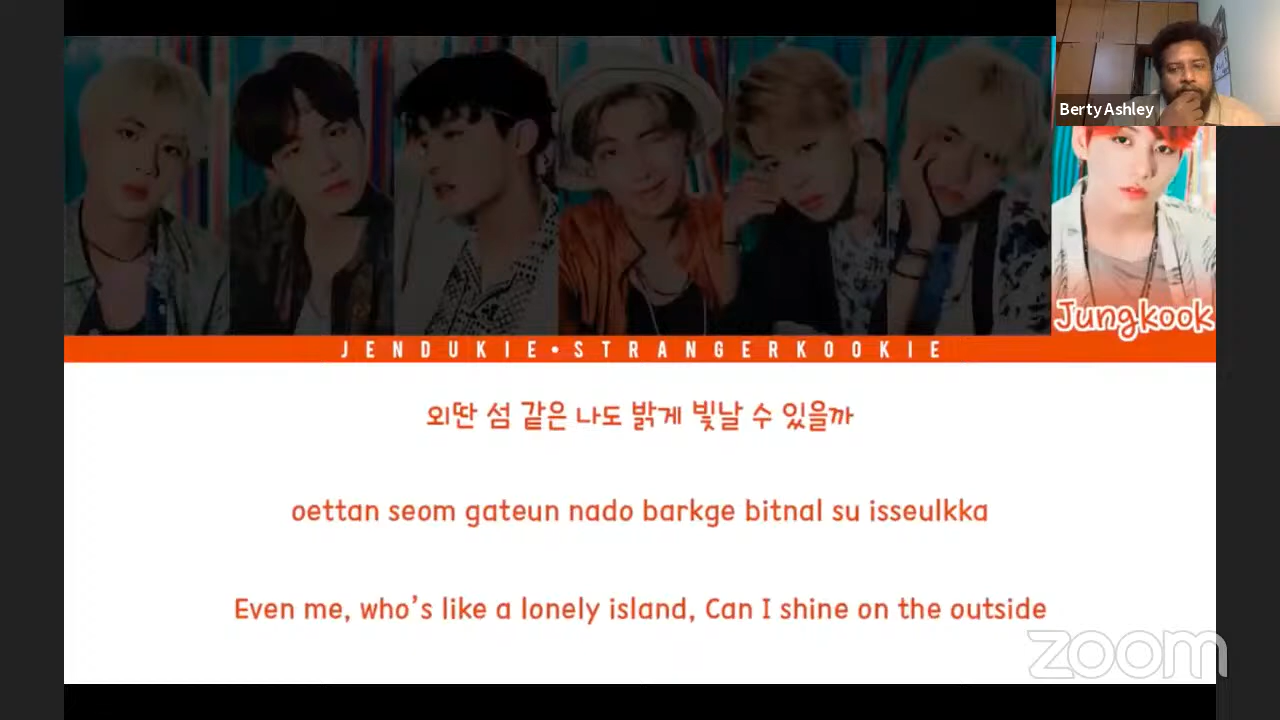 Berty Ashley
Jungkook
JENDUKIE•STRANGERKOOKIE
외딴 섬 같은 나도 밝게 빛날 수 있을까
oettan seom gateun nado barkge bitnal su isseulkka
Even me, who's like a lonely island, Can I shine on the outside
zoom